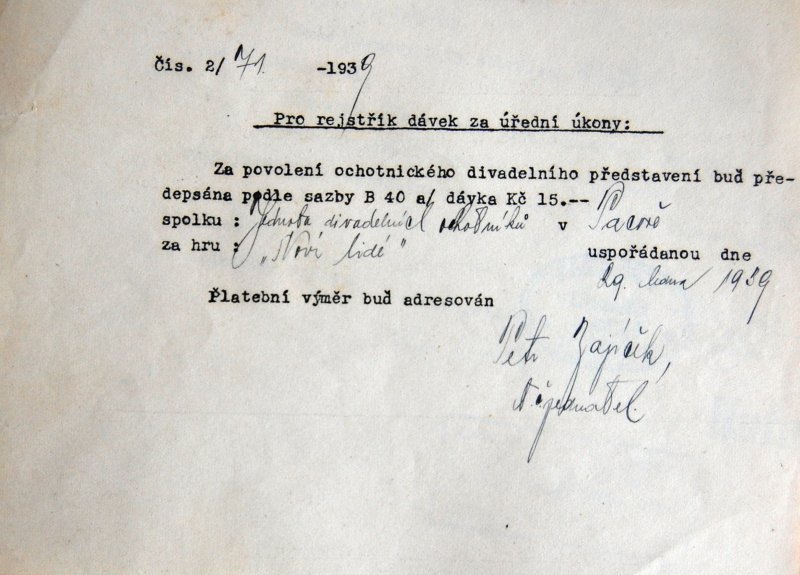 Čís. 2/ 71. -1939
Pro rejstřík dávek za úřední úkony:
Za povolení ochotnického divadelního představení buď pře-
depsána podle sazby B 40 a/ dávka Kč 15.--
spolku : Jednota divadelních ochotníků v Pacově
za hru : „Noví lidé" uspořádanou dne
29. ledna 1939
Platební výměr buď adresován
Petr Zajíček,
jednatel.